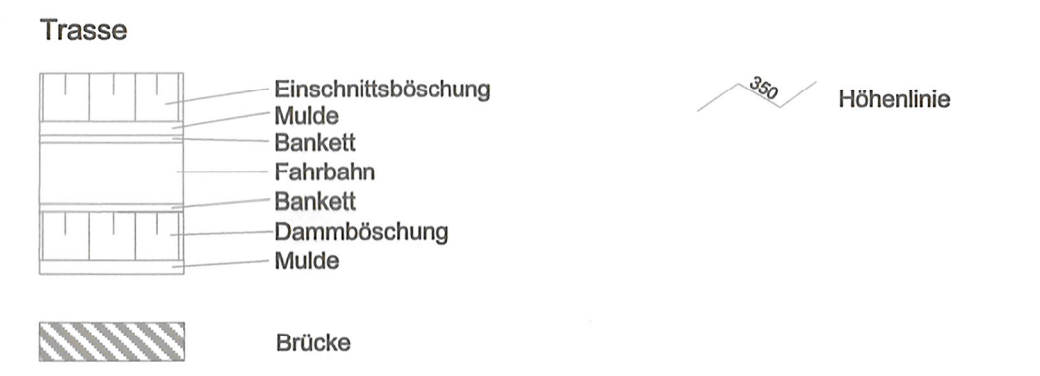 Trasse
Einschnittsböschung
Mulde
Bankett
Fahrbahn
Bankett
Dammböschung
Mulde
Brücke
350
Höhenlinie